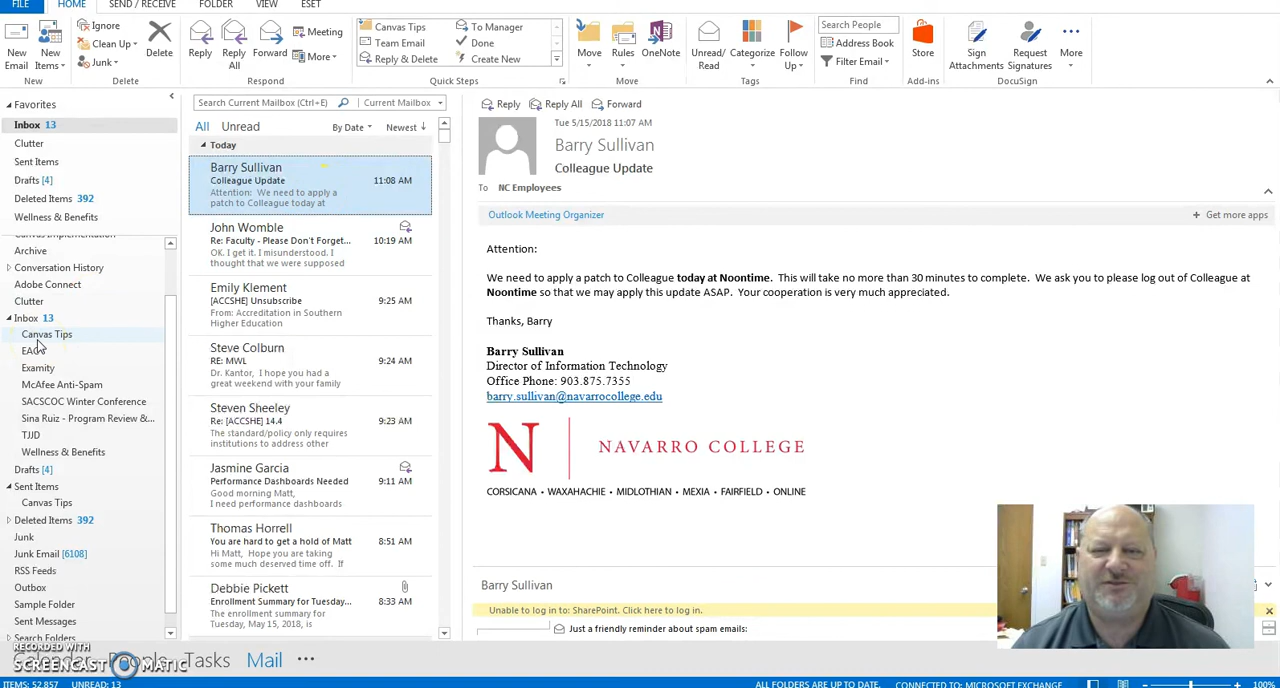 FILE HOME SEND / RECEIVE FOLDER VIEW ESET
New Email
New Items
New
Ignore
Clean Up
Junk
Delete
Delete
Reply
Reply All
Forward
Meeting
More
Respond
Canvas Tips
Team Email
Reply & Delete
To Manager
Done
Create New
Quick Steps
Move
Rules
OneNote
Move
Unread/ Read
Categorize
Follow Up
Tags
Search People
Address Book
Filter Email
Find
Store
Add-ins
Sign Attachments
Request Signatures
More
DocuSign
Favorites
Inbox 13
Clutter
Sent Items
Drafts [4]
Deleted Items 392
Wellness & Benefits
Canvas Implementation
Archive
Conversation History
Adobe Connect
Clutter
Inbox 13
Canvas Tips
Examity
McAfee Anti-Spam
SACSCOC Winter Conference
Sina Ruiz - Program Review &...
TJJD
Wellness & Benefits
Drafts [4]
Sent Items
Canvas Tips
Deleted Items 392
Junk
Junk Email [6108]
RSS Feeds
Outbox
Sample Folder
Sent Messages
Search Folders
Search Current Mailbox (Ctrl+E) Current Mailbox
All Unread By Date Newest ↓
Today
Barry Sullivan
Colleague Update 11:08 AM
Attention: We need to apply a
patch to Colleague today at
John Womble
Re: Faculty - Please Don't Forget... 10:19 AM
OK. I get it. I misunderstood. I
thought that we were supposed
Emily Klement
[ACCSHE] Unsubscribe 9:25 AM
From: Accreditation in Southern
Higher Education
Steve Colburn
RE: MWL 9:24 AM
Dr. Kantor, I hope you had a
great weekend with your family
Steven Sheeley
Re: [ACCSHE] 14.4 9:23 AM
The standard/policy only requires
institutions to address other
Jasmine Garcia
Performance Dashboards Needed 9:11 AM
Good morning Matt,
I need performance dashboards
Thomas Horrell
You are hard to get a hold of Matt 8:51 AM
Hi Matt, Hope you are taking
some much deserved time off. If
Debbie Pickett
Enrollment Summary for Tuesday... 8:33 AM
The enrollment summary for
Tuesday, May 15, 2018, is
Reply Reply All Forward
Tue 5/15/2018 11:07 AM
Barry Sullivan
Colleague Update
To NC Employees
Outlook Meeting Organizer + Get more apps
Attention:
We need to apply a patch to Colleague today at Noontime. This will take no more than 30 minutes to complete. We ask you to please log out of Colleague at
Noontime so that we may apply this update ASAP. Your cooperation is very much appreciated.
Thanks, Barry
Barry Sullivan
Director of Information Technology
Office Phone: 903.875.7355
barry.sullivan@navarrocollege.edu
N NAVARRO COLLEGE
CORSICANA • WAXAHACHIE • MIDLOTHIAN • MEXIA • FAIRFIELD • ONLINE
Barry Sullivan
Unable to log in to: SharePoint. Click here to log in.
Just a friendly reminder about spam emails:
RECORDED WITH
SCREENCAST MATIC
Calendar People Tasks Mail ...
ITEMS: 52,857 UNREAD: 13 ALL FOLDERS ARE UP TO DATE. CONNECTED TO: MICROSOFT EXCHANGE 100%